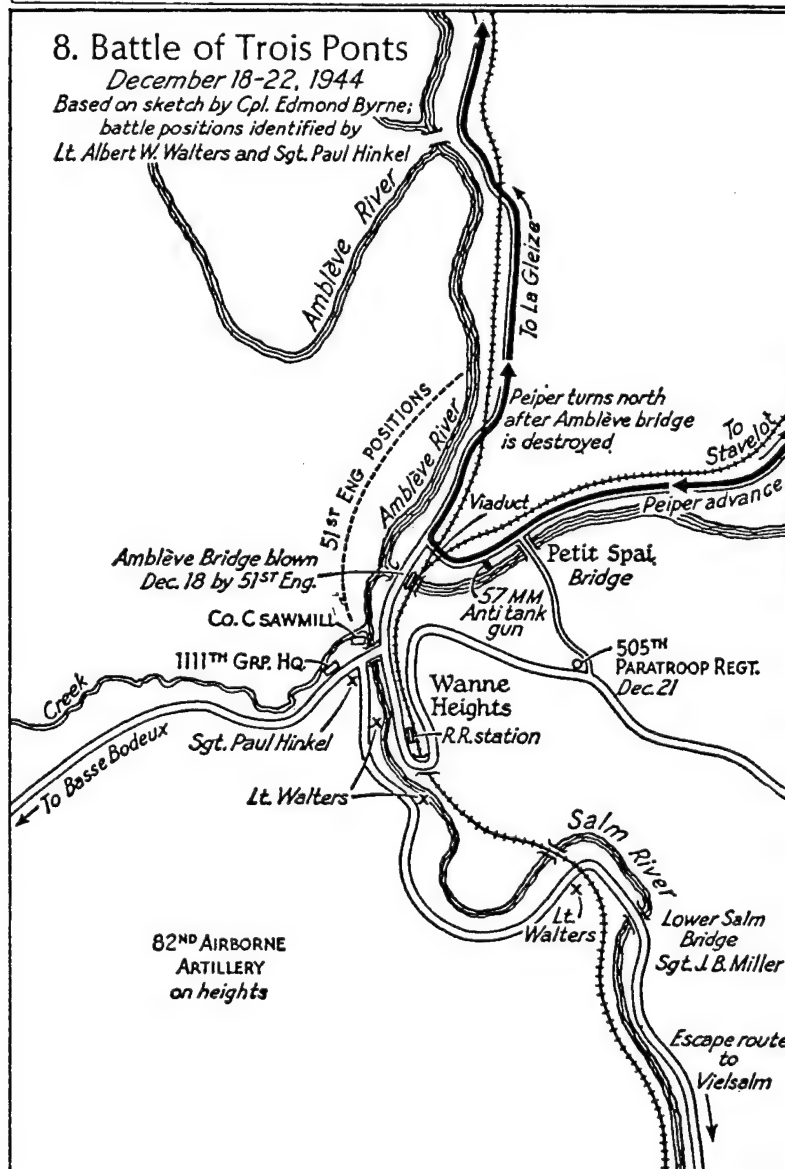 8. Battle of Trois Ponts
December 18-22, 1944
Based on sketch by Cpl. Edmond Byrne;
battle positions identified by
Lt. Albert W. Walters and Sgt. Paul Hinkel
Amblève River
To La Gleize
51ST ENG POSITIONS
Amblève River
Peiper turns north
after Amblève bridge
is destroyed
To
Stavelot
Viaduct
Peiper advance
Amblève Bridge blown
Dec. 18 by 51ST Eng.
Petit Spai
Bridge
57 MM
Antitank
gun
CO. C SAWMILL
1111TH GRP. HQ.
505TH
PARATROOP REGT.
Dec. 21
Creek
Wanne
Heights
Sgt. Paul Hinkel
R.R. station
To Basse Bodeux
Lt. Walters
Salm River
Lt.
Walters
Lower Salm
Bridge
Sgt. J. B. Miller
82ND AIRBORNE
ARTILLERY
on heights
Escape route
to
Vielsalm